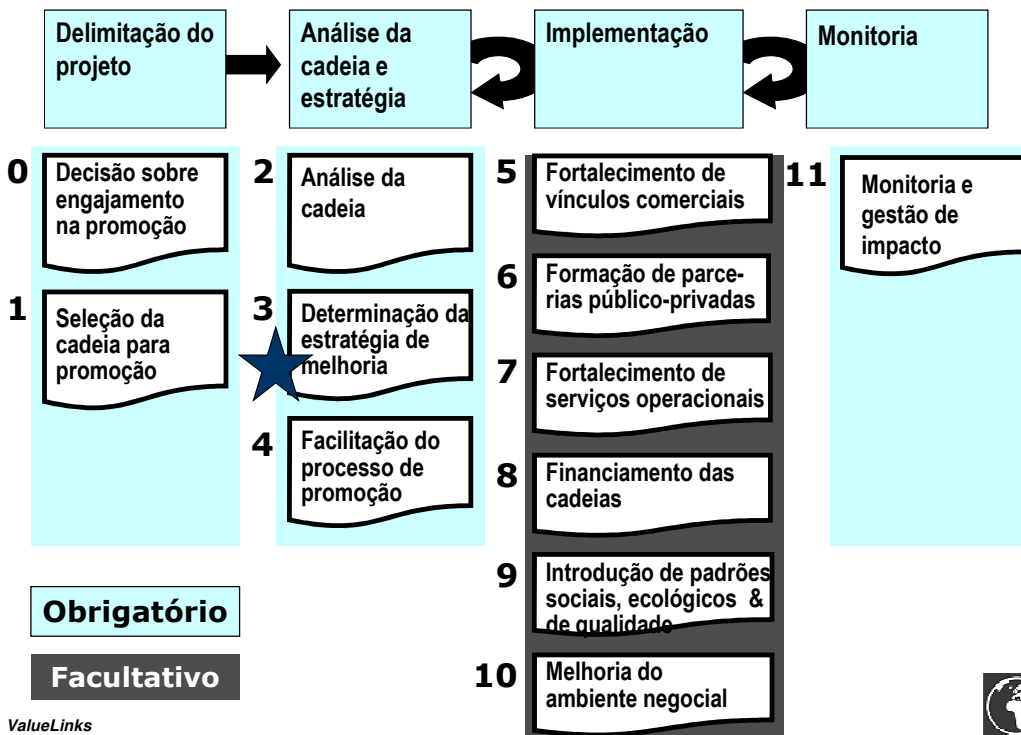 Delimitação do
projeto
Análise da
cadeia e
estratégia
Implementação
Monitoria
0
Decisão sobre
engajamento
na promoção
1
Seleção da
cadeia para
promoção
2
Análise da
cadeia
3
Determinação da
estratégia de
melhoria
4
Facilitação do
processo de
promoção
5
Fortalecimento de
vínculos comerciais
6
Formação de parce-
rias público-privadas
7
Fortalecimento de
serviços operacionais
8
Financiamento das
cadeias
9
Introdução de padrões
sociais, ecológicos &
de qualidade
10
Melhoria do
ambiente negocial
11
Monitoria e
gestão de
impacto
Obrigatório
Facultativo
ValueLinks